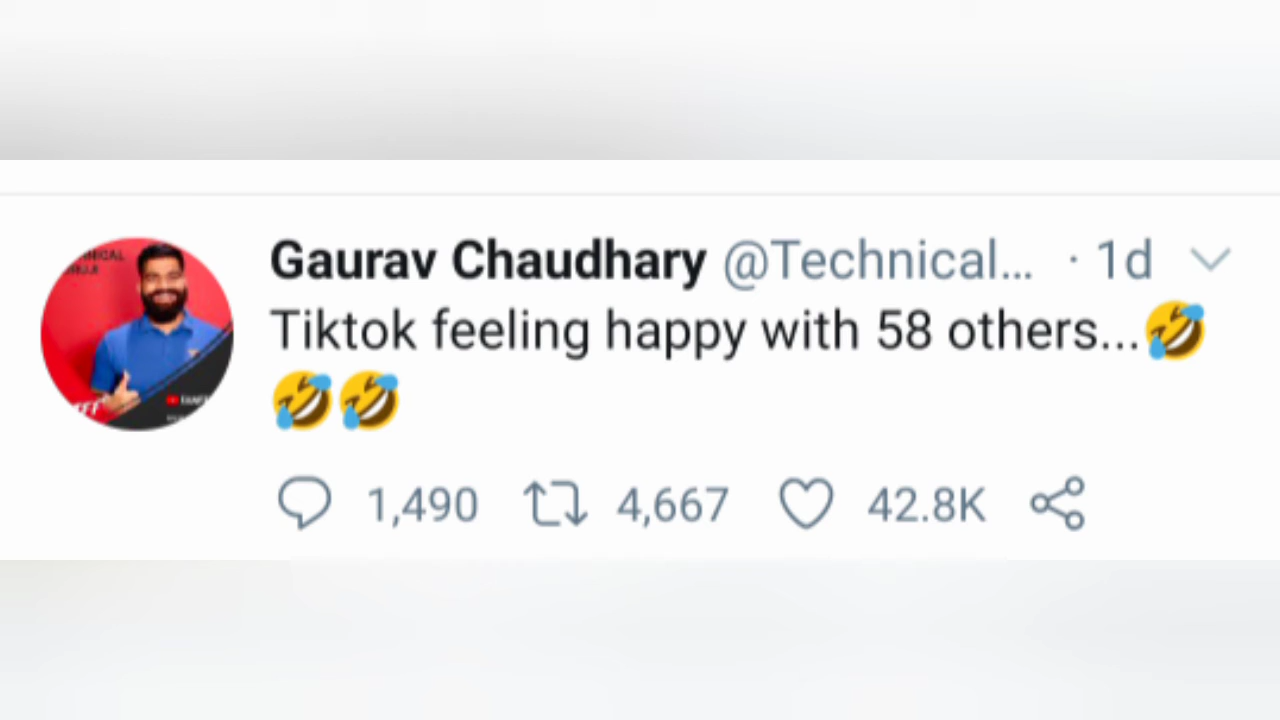 Gaurav Chaudhary @Technical... · 1d
Tiktok feeling happy with 58 others...🤣
🤣🤣
1,490 4,667 42.8K